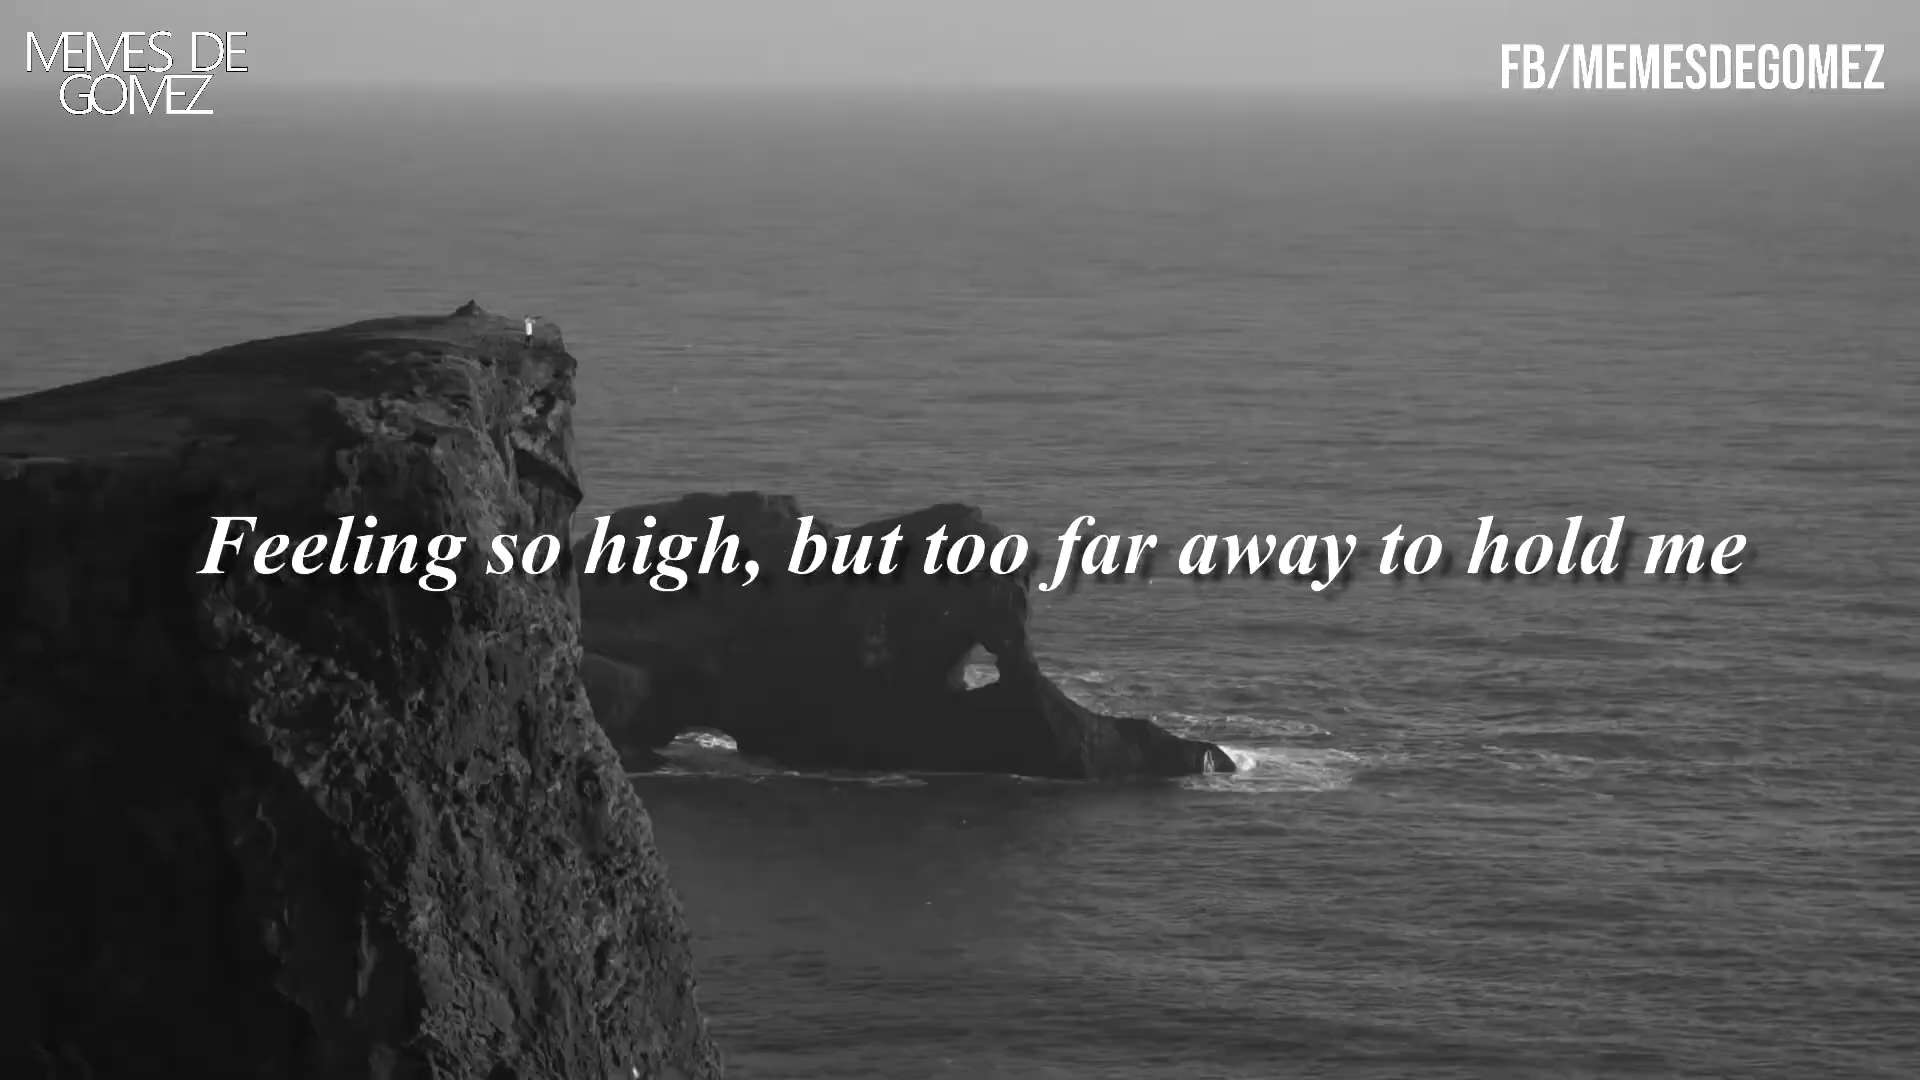 MEMES DE
GOMEZ
FB/MEMESDEGOMEZ
Feeling so high, but too far away to hold me